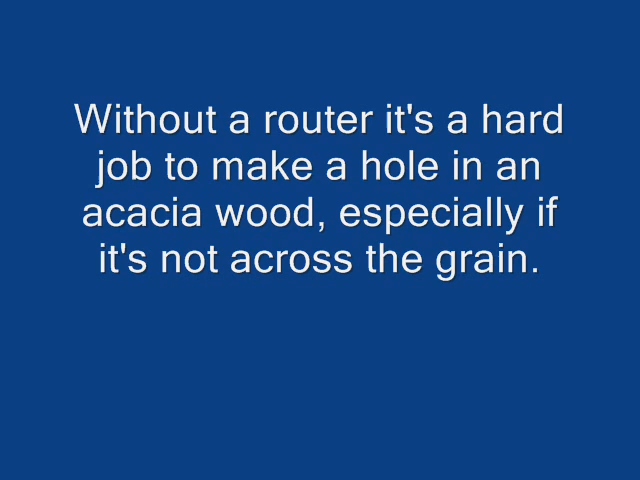 Without a router it's a hard
job to make a hole in an
acacia wood, especially if
it's not across the grain.